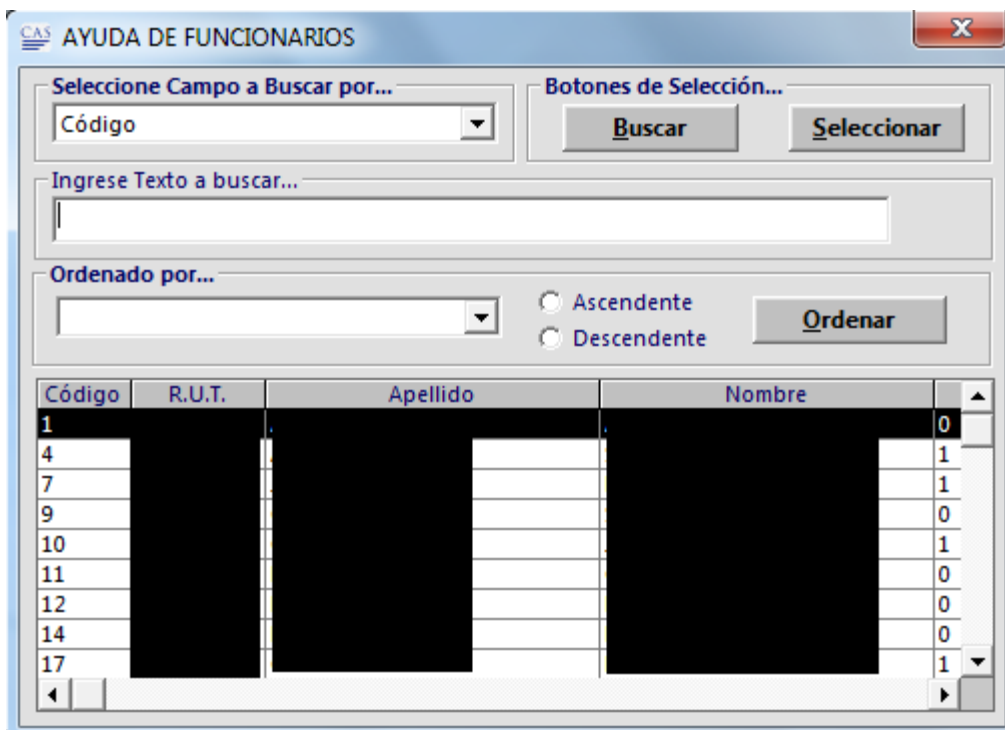 CAS AYUDA DE FUNCIONARIOS
Seleccione Campo a Buscar por... Botones de Selección...
Código Buscar Seleccionar
Ingrese Texto a buscar...
Ordenado por...
Ascendente
Descendente
Ordenar
Código R.U.T. Apellido Nombre
1 0
4 1
7 1
9 0
10 1
11 0
12 0
14 0
17 1